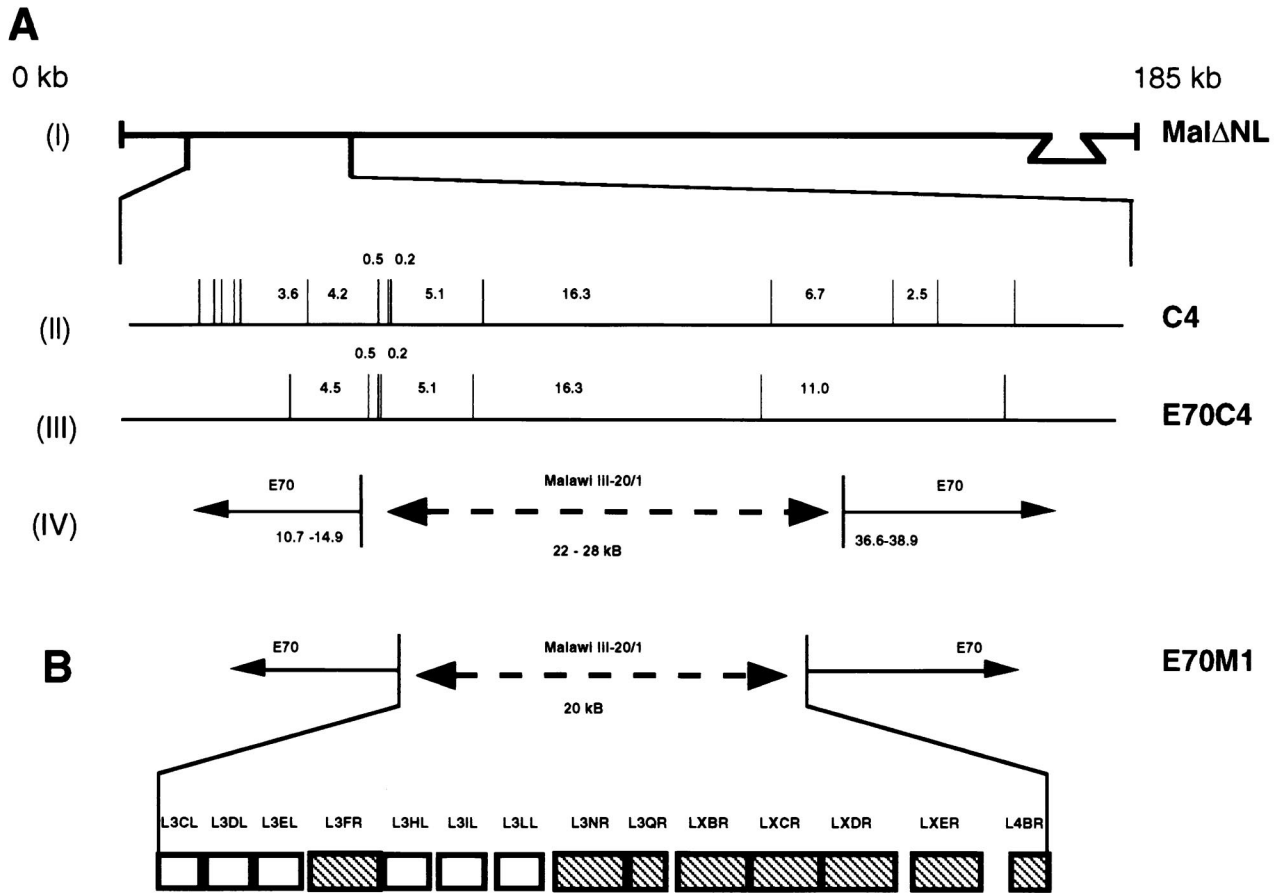 A
0 kb 185 kb
(I) Mal∆NL
0.5 0.2
3.6 4.2 5.1 16.3 6.7 2.5
(II) C4
0.5 0.2
4.5 5.1 16.3 11.0
(III) E70C4
E70 Malawi III-20/1 E70
(IV)
10.7 -14.9 22 - 28 kB 36.6-38.9
B E70 Malawi III-20/1 E70 E70M1
20 kB
L3CL L3DL L3EL L3FR L3HL L3IL L3LL L3NR L3QR LXBR LXCR LXDR LXER L4BR